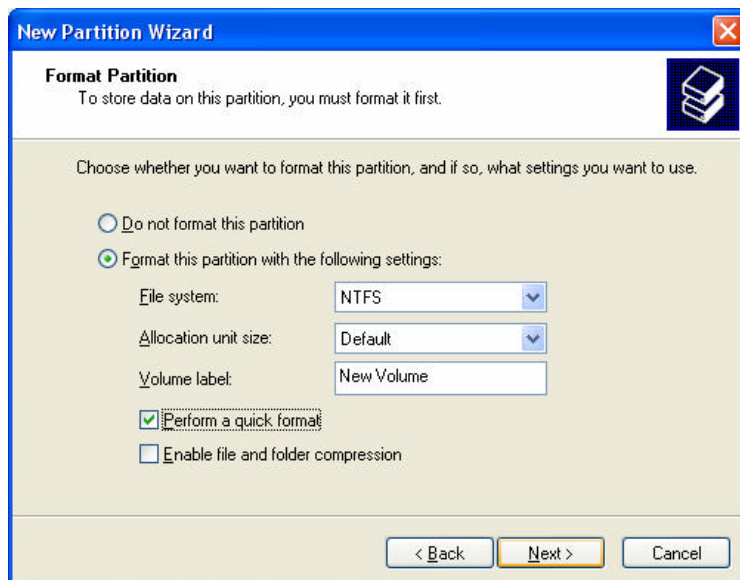 New Partition Wizard
Format Partition
To store data on this partition, you must format it first.
Choose whether you want to format this partition, and if so, what settings you want to use.
Do not format this partition
Format this partition with the following settings:
File system: NTFS
Allocation unit size: Default
Volume label: New Volume
Perform a quick format
Enable file and folder compression
< Back Next > Cancel